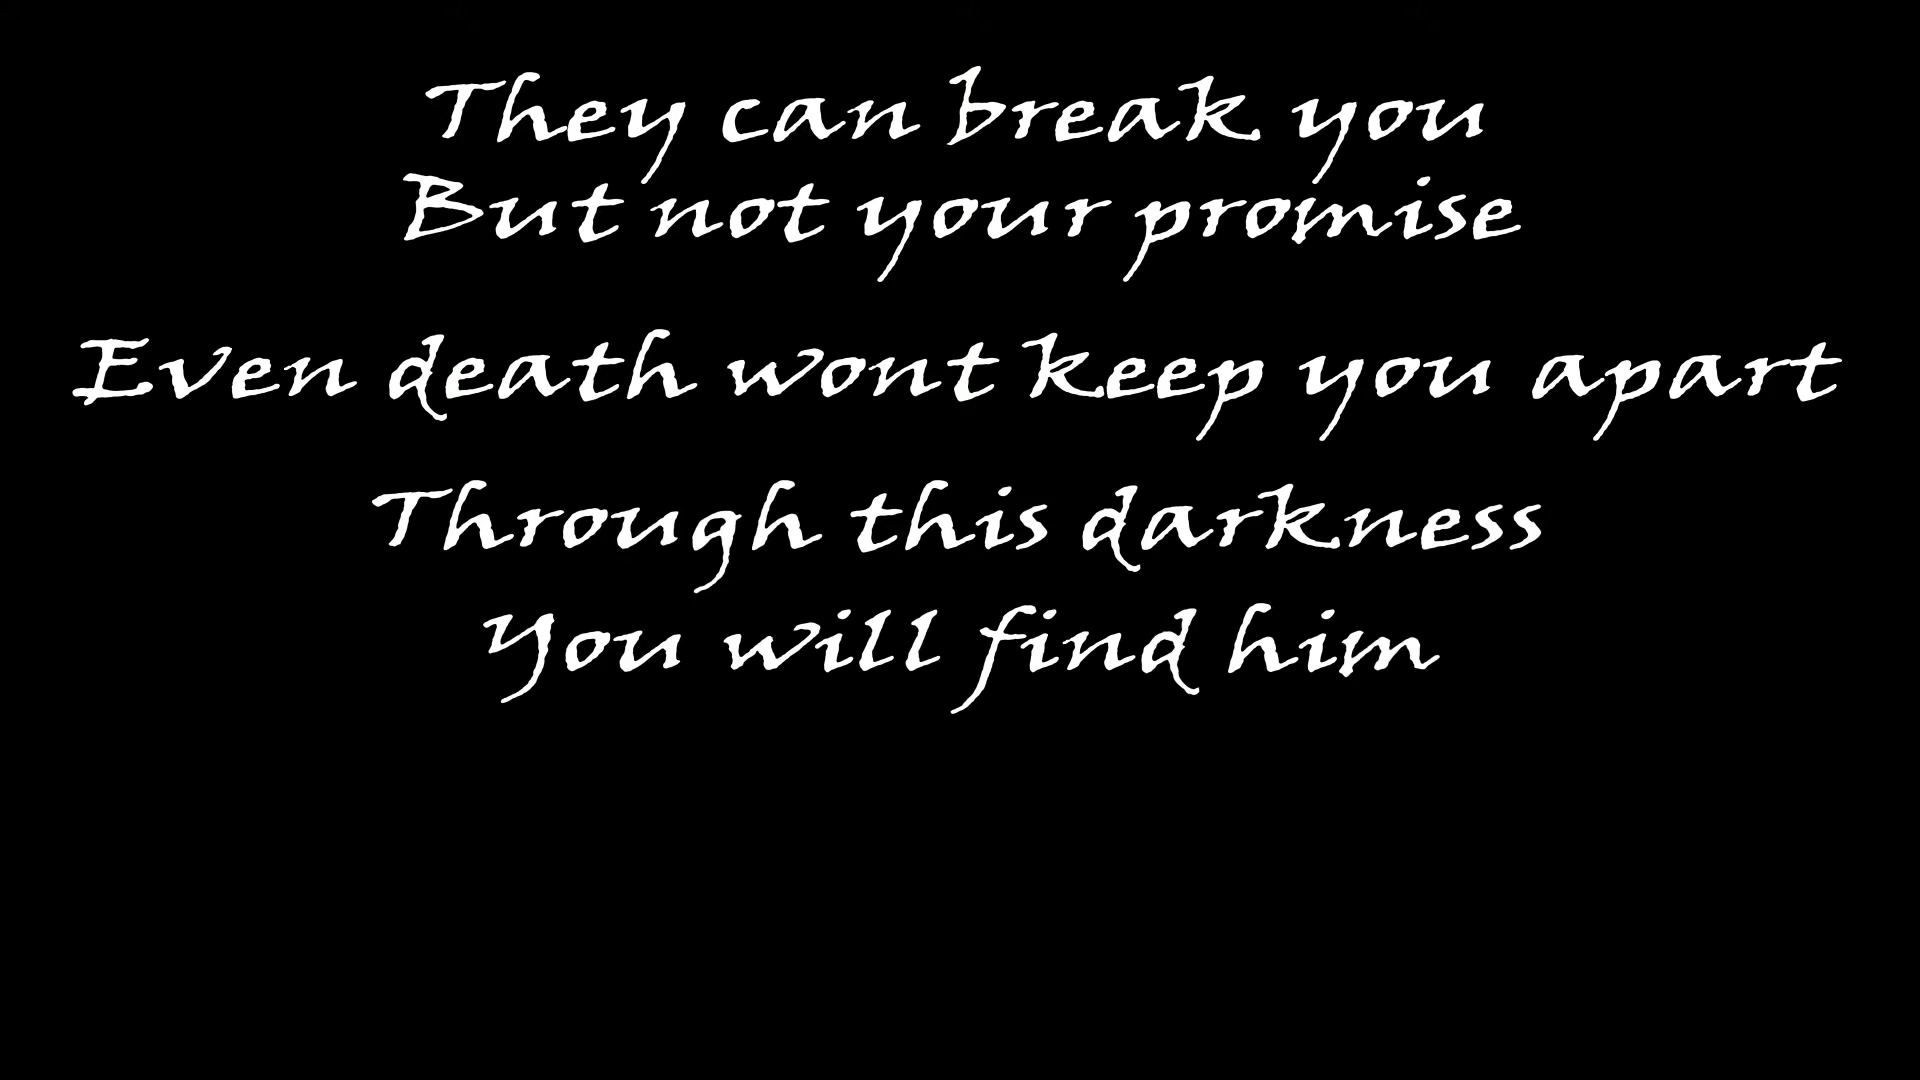 They can break you
But not your promise
Even death wont keep you apart
Through this darkness
You will find him